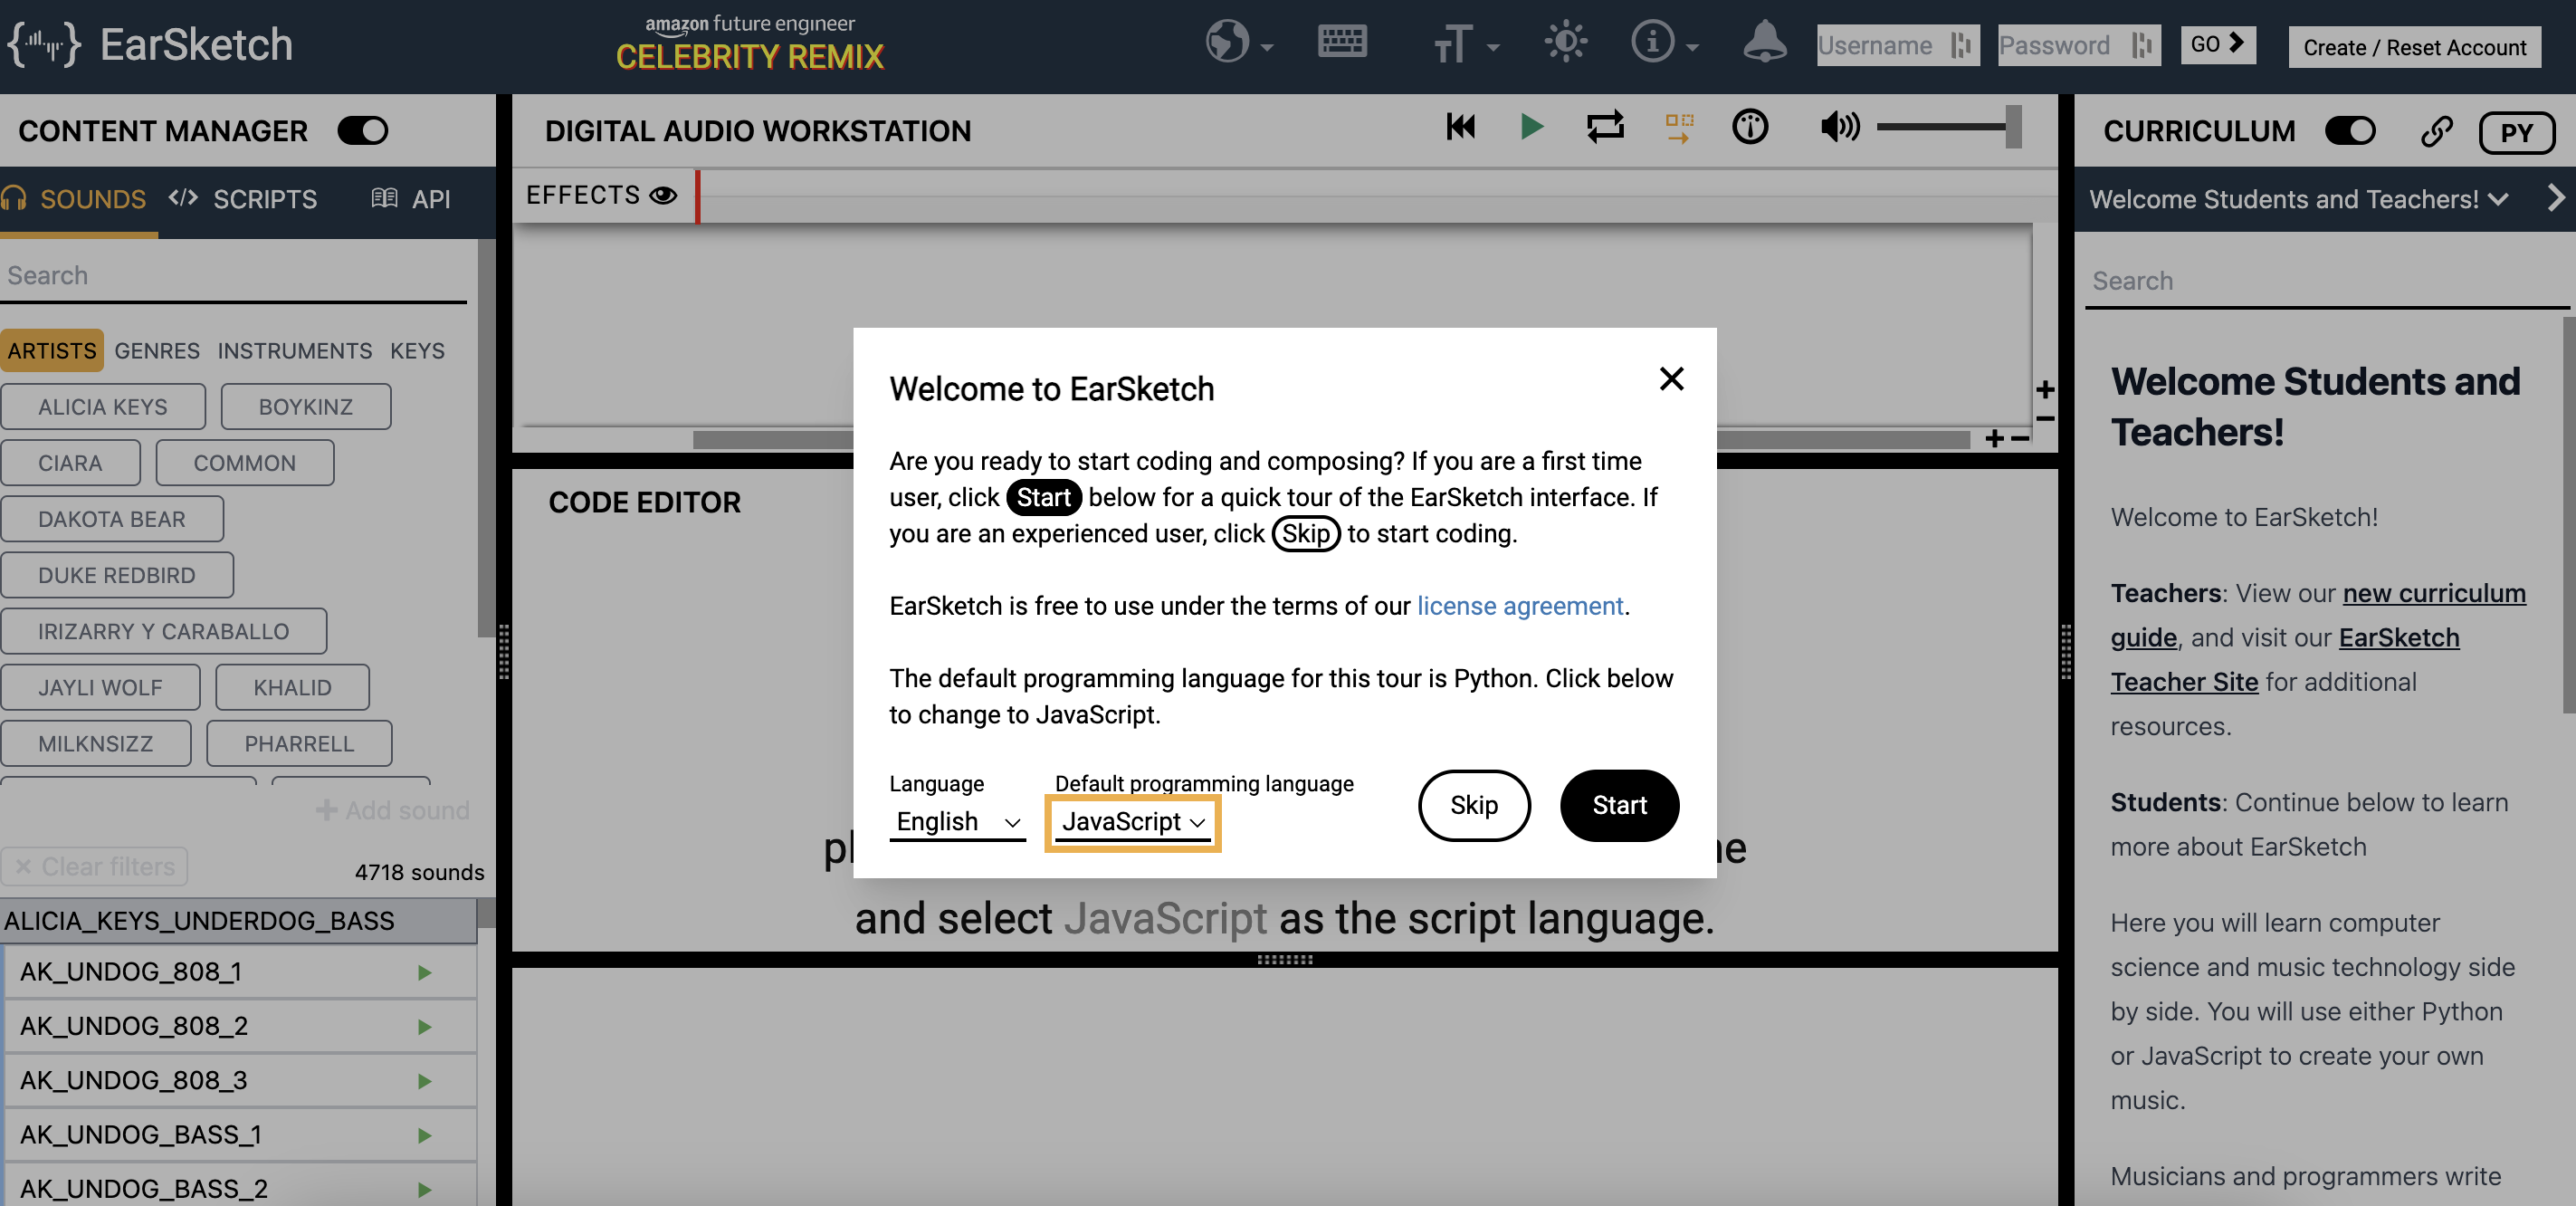 EarSketch
amazon future engineer
CELEBRITY REMIX
Username
Password
GO
Create / Reset Account
CONTENT MANAGER
SOUNDS
SCRIPTS
API
Search
ARTISTS
GENRES
INSTRUMENTS
KEYS
ALICIA KEYS
BOYKINZ
CIARA
COMMON
DAKOTA BEAR
DUKE REDBIRD
IRIZARRY Y CARABALLO
JAYLI WOLF
KHALID
MILKNSIZZ
PHARRELL
Add sound
Clear filters
4718 sounds
ALICIA_KEYS_UNDERDOG_BASS
AK_UNDOG_808_1
AK_UNDOG_808_2
AK_UNDOG_808_3
AK_UNDOG_BASS_1
AK_UNDOG_BASS_2
DIGITAL AUDIO WORKSTATION
EFFECTS
CODE EDITOR
Welcome to EarSketch
Are you ready to start coding and composing? If you are a first time
user, click Start below for a quick tour of the EarSketch interface. If
you are an experienced user, click Skip to start coding.
EarSketch is free to use under the terms of our license agreement.
The default programming language for this tour is Python. Click below
to change to JavaScript.
Language
English
Default programming language
JavaScript
Skip
Start
and select JavaScript as the script language.
CURRICULUM
PY
Welcome Students and Teachers!
Search
Welcome Students and
Teachers!
Welcome to EarSketch!
Teachers: View our new curriculum
guide, and visit our EarSketch
Teacher Site for additional
resources.
Students: Continue below to learn
more about EarSketch
Here you will learn computer
science and music technology side
by side. You will use either Python
or JavaScript to create your own
music.
Musicians and programmers write